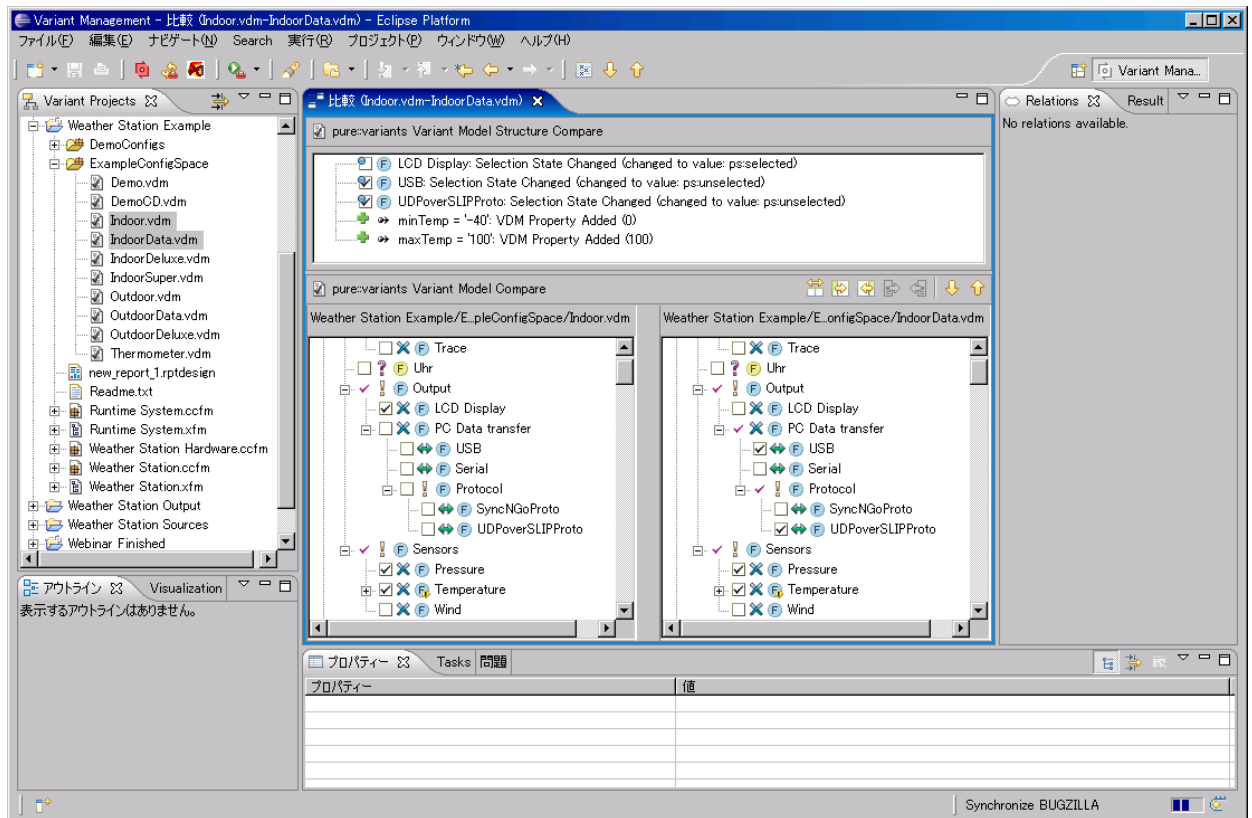 Variant Management - 比較 (Indoor.vdm-IndoorData.vdm) - Eclipse Platform
ファイル(F) 編集(E) ナビゲート(N) Search 実行(R) プロジェクト(P) ウィンドウ(W) ヘルプ(H)
Variant Mana...
Variant Projects
Weather Station Example
DemoConfigs
ExampleConfigSpace
Demo.vdm
DemoCD.vdm
Indoor.vdm
IndoorData.vdm
IndoorDeluxe.vdm
IndoorSuper.vdm
Outdoor.vdm
OutdoorData.vdm
OutdoorDeluxe.vdm
Thermometer.vdm
new_report_1.rptdesign
Readme.txt
Runtime System.ccfm
Runtime System.xfm
Weather Station Hardware.ccfm
Weather Station.ccfm
Weather Station.xfm
Weather Station Output
Weather Station Sources
Webinar Finished
アウトライン Visualization
表示するアウトラインはありません。
比較 (Indoor.vdm-IndoorData.vdm)
pure::variants Variant Model Structure Compare
F LCD Display: Selection State Changed (changed to value: ps:selected)
F USB: Selection State Changed (changed to value: ps:unselected)
F UDPoverSLIPProto: Selection State Changed (changed to value: ps:unselected)
minTemp = '-40': VDM Property Added (0)
maxTemp = '100': VDM Property Added (100)
pure::variants Variant Model Compare
Weather Station Example/E...pleConfigSpace/Indoor.vdm
F Trace
? F Uhr
! F Output
F LCD Display
F PC Data transfer
F USB
F Serial
! F Protocol
F SyncNGoProto
F UDPoverSLIPProto
! F Sensors
F Pressure
F Temperature
F Wind
Weather Station Example/E...onfigSpace/IndoorData.vdm
F Trace
? F Uhr
! F Output
F LCD Display
F PC Data transfer
F USB
F Serial
! F Protocol
F SyncNGoProto
F UDPoverSLIPProto
! F Sensors
F Pressure
F Temperature
F Wind
Relations Result
No relations available.
プロパティー Tasks 問題
プロパティー 値
Synchronize BUGZILLA